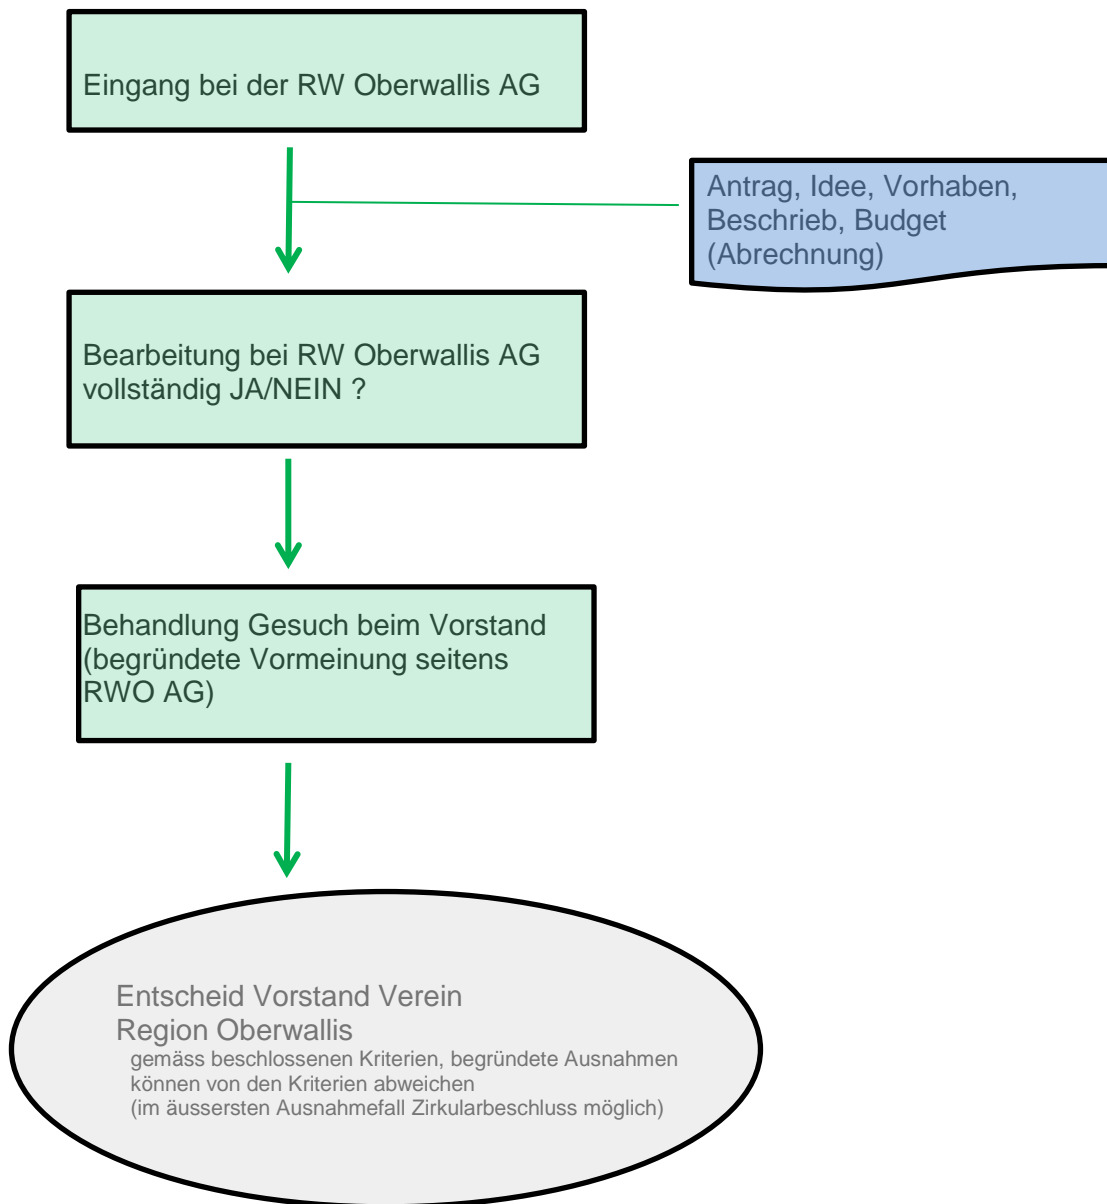 Eingang bei der RW Oberwallis AG
Antrag, Idee, Vorhaben,
Beschrieb, Budget
(Abrechnung)
Bearbeitung bei RW Oberwallis AG
vollständig JA/NEIN ?
Behandlung Gesuch beim Vorstand
(begründete Vormeinung seitens
RWO AG)
Entscheid Vorstand Verein
Region Oberwallis
gemäss beschlossenen Kriterien, begründete Ausnahmen
können von den Kriterien abweichen
(im äussersten Ausnahmefall Zirkularbeschluss möglich)